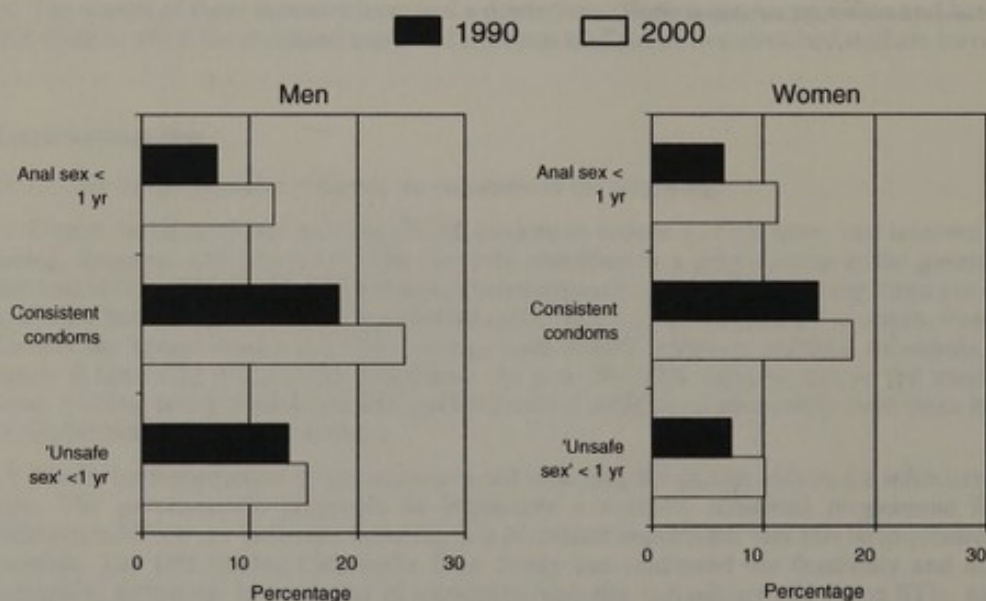 1990 2000
Men
Anal sex <
1 yr
Consistent
condoms
'Unsafe
sex' <1 yr
0 10 20 30
Percentage
Women
Anal sex <
1 yr
Consistent
condoms
'Unsafe
sex' < 1 yr
0 10 20 30
Percentage